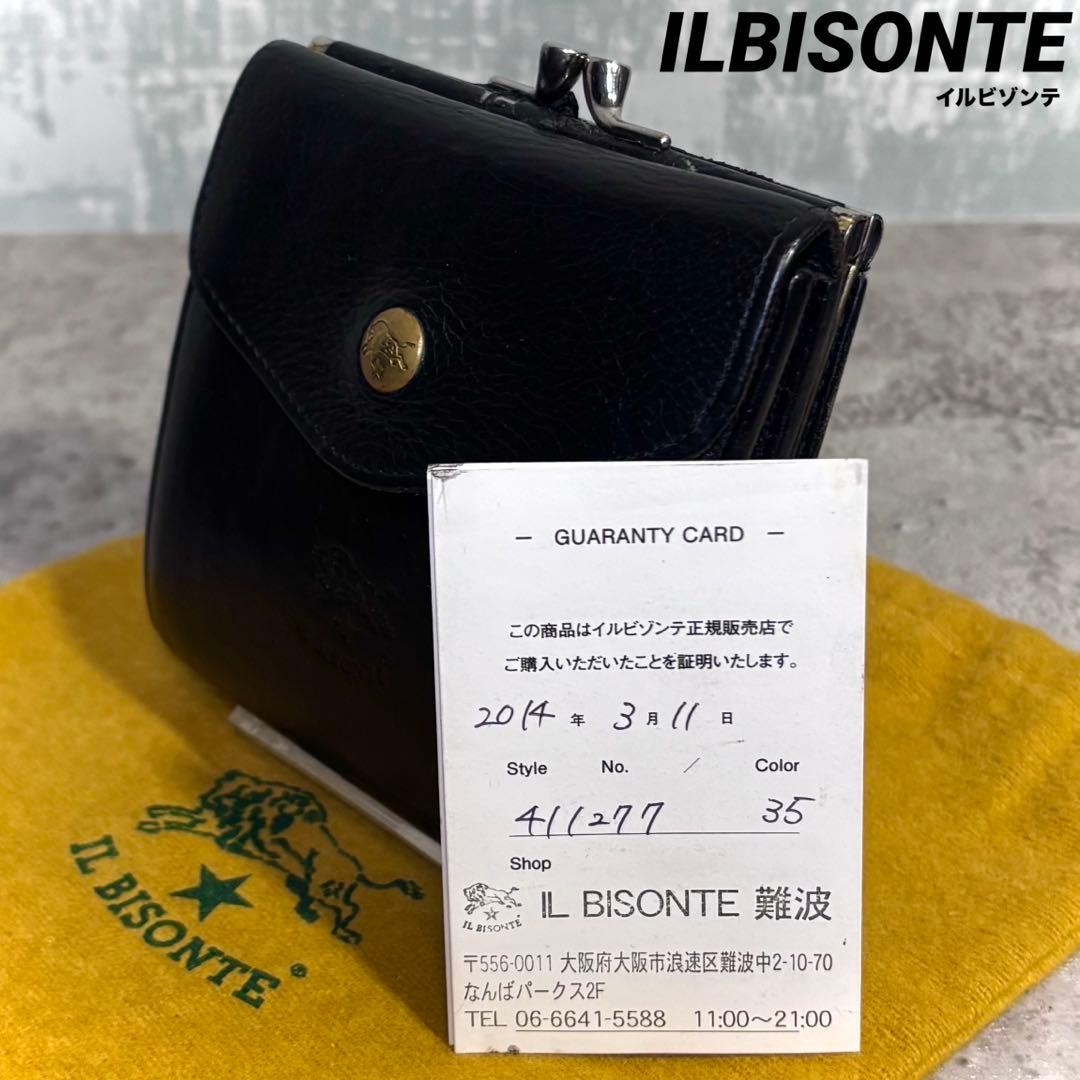 ILBISONTE
イルビゾンテ
— GUARANTY CARD —
この商品はイルビゾンテ正規販売店で
ご購入いただいたことを証明いたします。
2014 年 3 月 11 日
Style No. / Color
411277 35
Shop
IL BISONTE
IL BISONTE 難波
〒556-0011 大阪府大阪市浪速区難波中2-10-70
なんばパークス2F
TEL 06-6641-5588 11:00〜21:00
IL BISONTE®